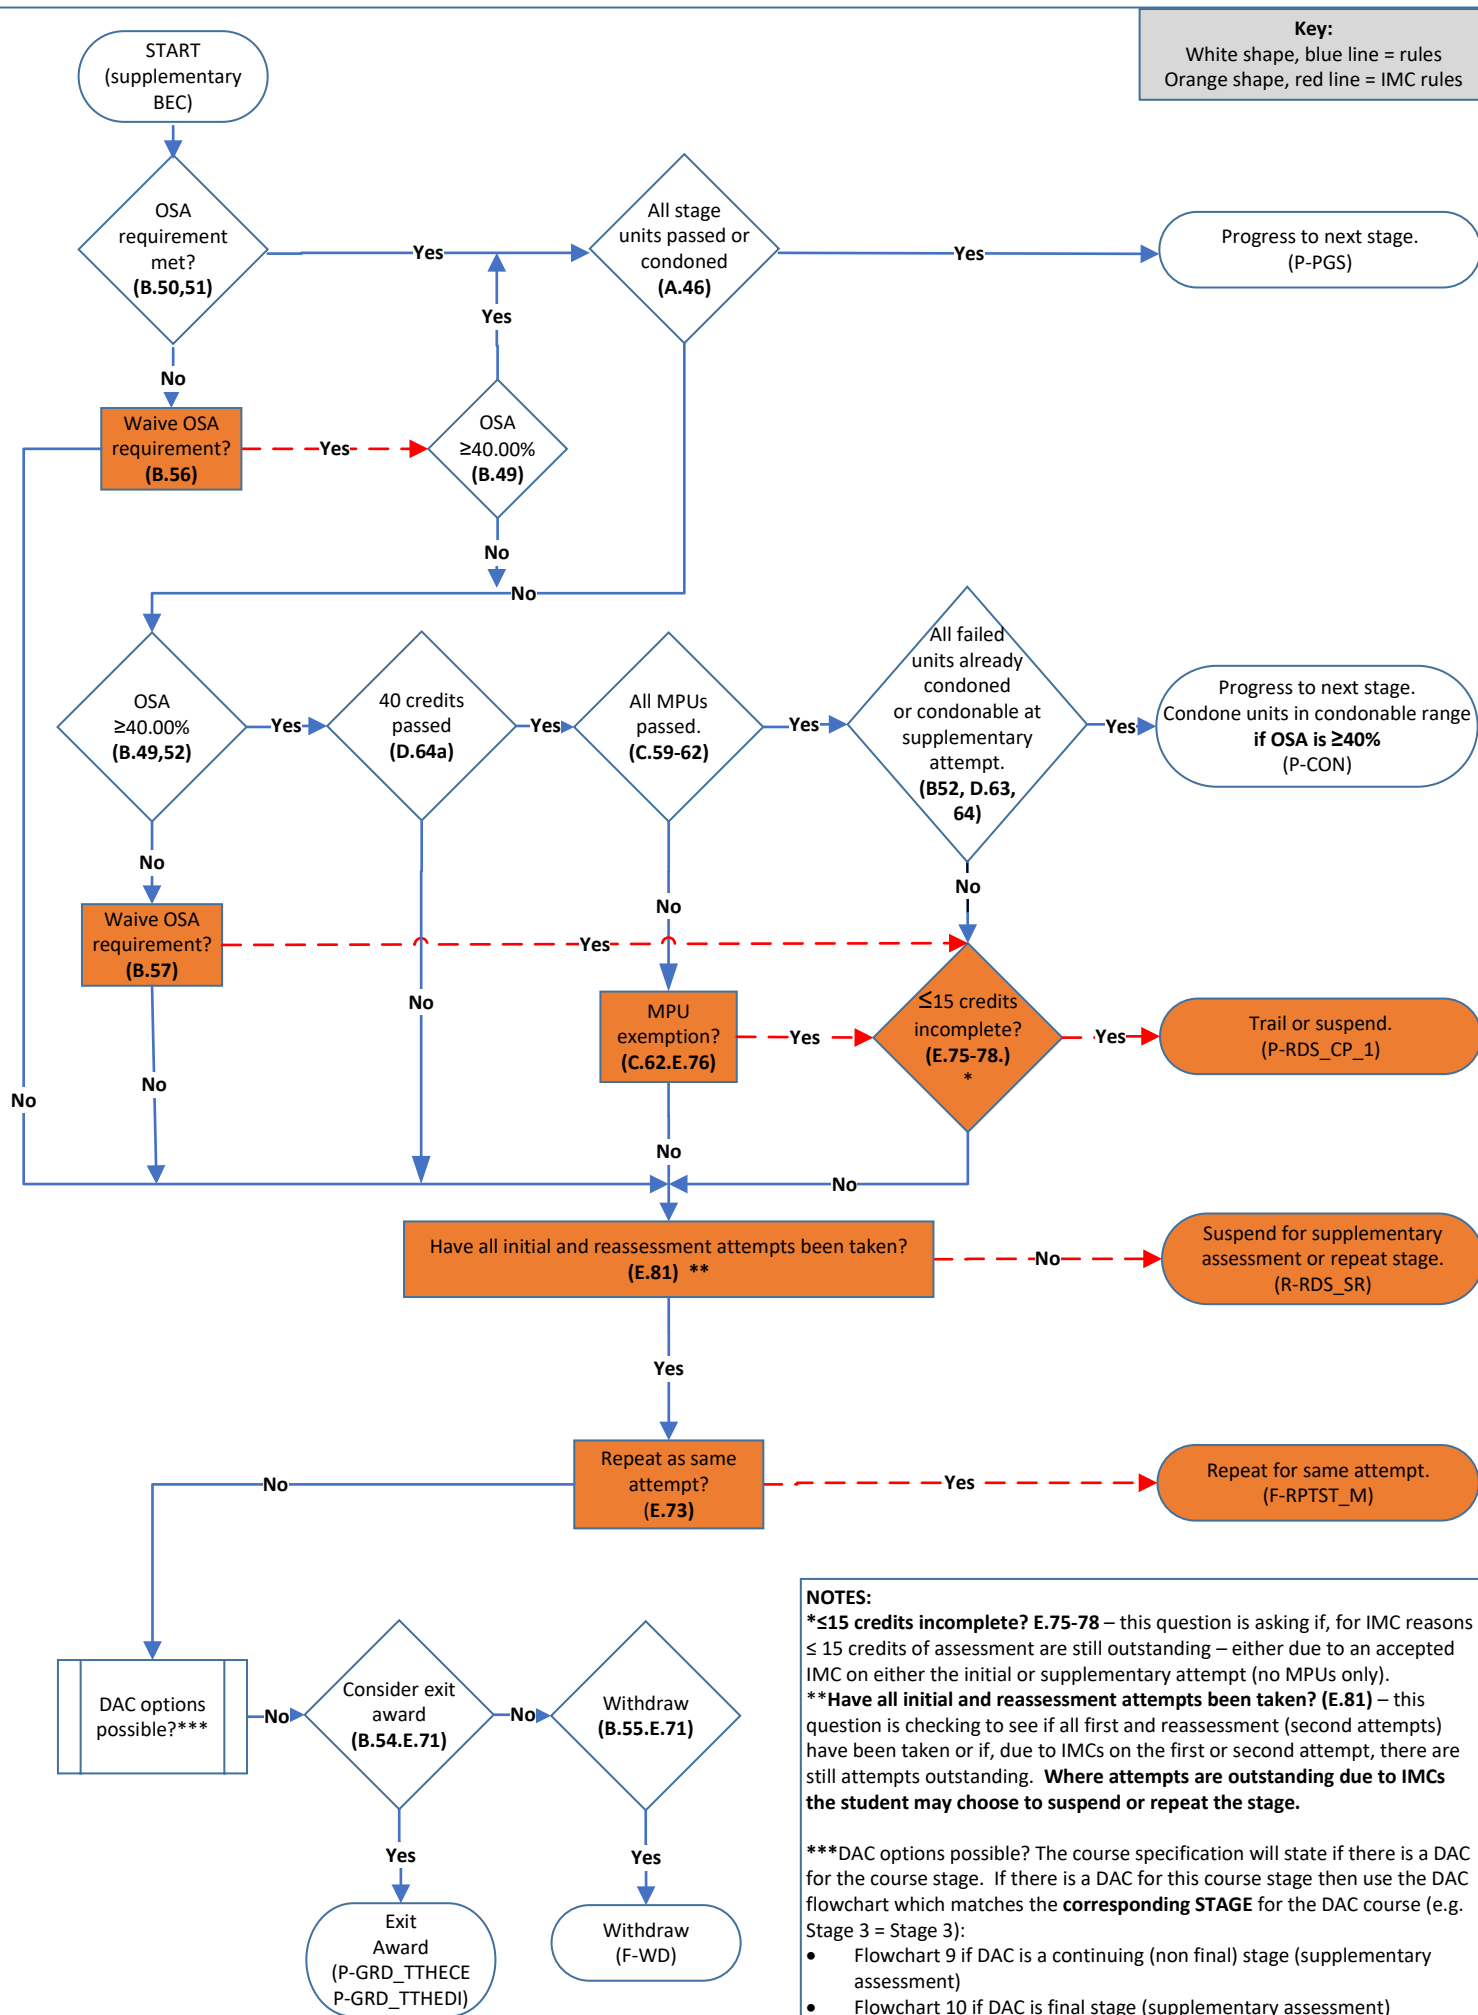 Key:
White shape, blue line = rules
Orange shape, red line = IMC rules
START
(supplementary
BEC)
OSA
requirement
met?
(B.50,51)
Yes
All stage
units passed or
condoned
(A.46)
Yes
Progress to next stage.
(P-PGS)
Yes
No
Waive OSA
requirement?
(B.56)
Yes
OSA
≥40.00%
(B.49)
No
No
OSA
≥40.00%
(B.49,52)
Yes
40 credits
passed
(D.64a)
Yes
All MPUs
passed.
(C.59-62)
Yes
All failed
units already
condoned
or condonable at
supplementary
attempt.
(B52, D.63,
64)
Yes
Progress to next stage.
Condone units in condonable range
if OSA is ≥40%
(P-CON)
No
No
No
Waive OSA
requirement?
(B.57)
Yes
No
No
No
MPU
exemption?
(C.62.E.76)
Yes
≤15 credits
incomplete?
(E.75-78.)
*
Yes
Trail or suspend.
(P-RDS_CP_1)
No
No
Have all initial and reassessment attempts been taken?
(E.81) **
No
Suspend for supplementary
assessment or repeat stage.
(R-RDS_SR)
Yes
Repeat as same
attempt?
(E.73)
No
Yes
Repeat for same attempt.
(F-RPTST_M)
DAC options
possible?***
No
Consider exit
award
(B.54.E.71)
No
Withdraw
(B.55.E.71)
Yes
Yes
Exit
Award
(P-GRD_TTHECE
P-GRD_TTHEDI)
Withdraw
(F-WD)
NOTES:
*≤15 credits incomplete? E.75-78 – this question is asking if, for IMC reasons
≤ 15 credits of assessment are still outstanding – either due to an accepted
IMC on either the initial or supplementary attempt (no MPUs only).
**Have all initial and reassessment attempts been taken? (E.81) – this
question is checking to see if all first and reassessment (second attempts)
have been taken or if, due to IMCs on the first or second attempt, there are
still attempts outstanding. Where attempts are outstanding due to IMCs
the student may choose to suspend or repeat the stage.
***DAC options possible? The course specification will state if there is a DAC
for the course stage. If there is a DAC for this course stage then use the DAC
flowchart which matches the corresponding STAGE for the DAC course (e.g.
Stage 3 = Stage 3):
• Flowchart 9 if DAC is a continuing (non final) stage (supplementary
assessment)
• Flowchart 10 if DAC is final stage (supplementary assessment)